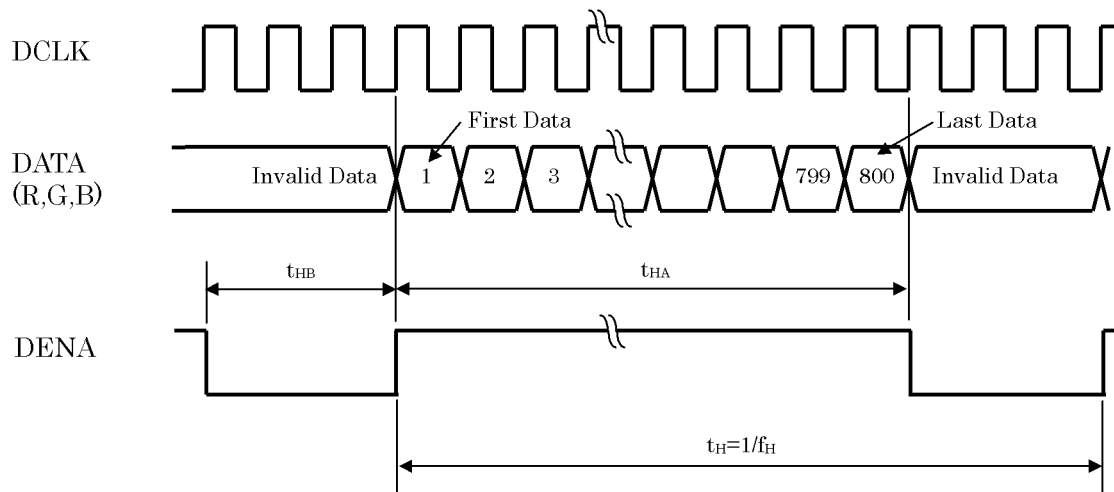 DCLK
First Data
Last Data
DATA
(R,G,B)
Invalid Data
1
2
3
799
800
Invalid Data
tHB
tHA
DENA
tH=1/fH